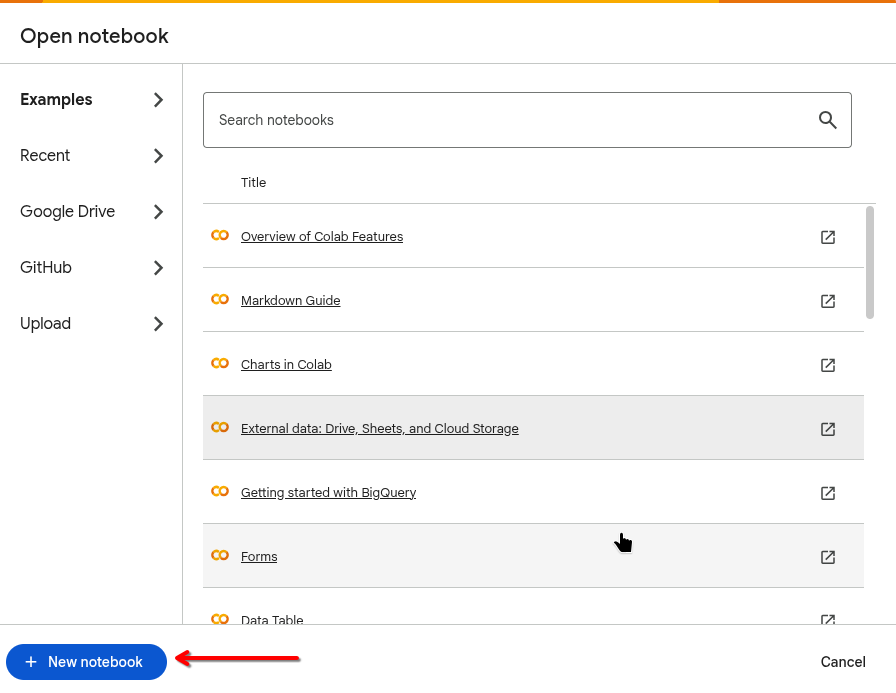 Open notebook
Examples
Recent
Google Drive
GitHub
Upload
Search notebooks
Title
Overview of Colab Features
Markdown Guide
Charts in Colab
External data: Drive, Sheets, and Cloud Storage
Getting started with BigQuery
Forms
Data Table
+ New notebook
Cancel